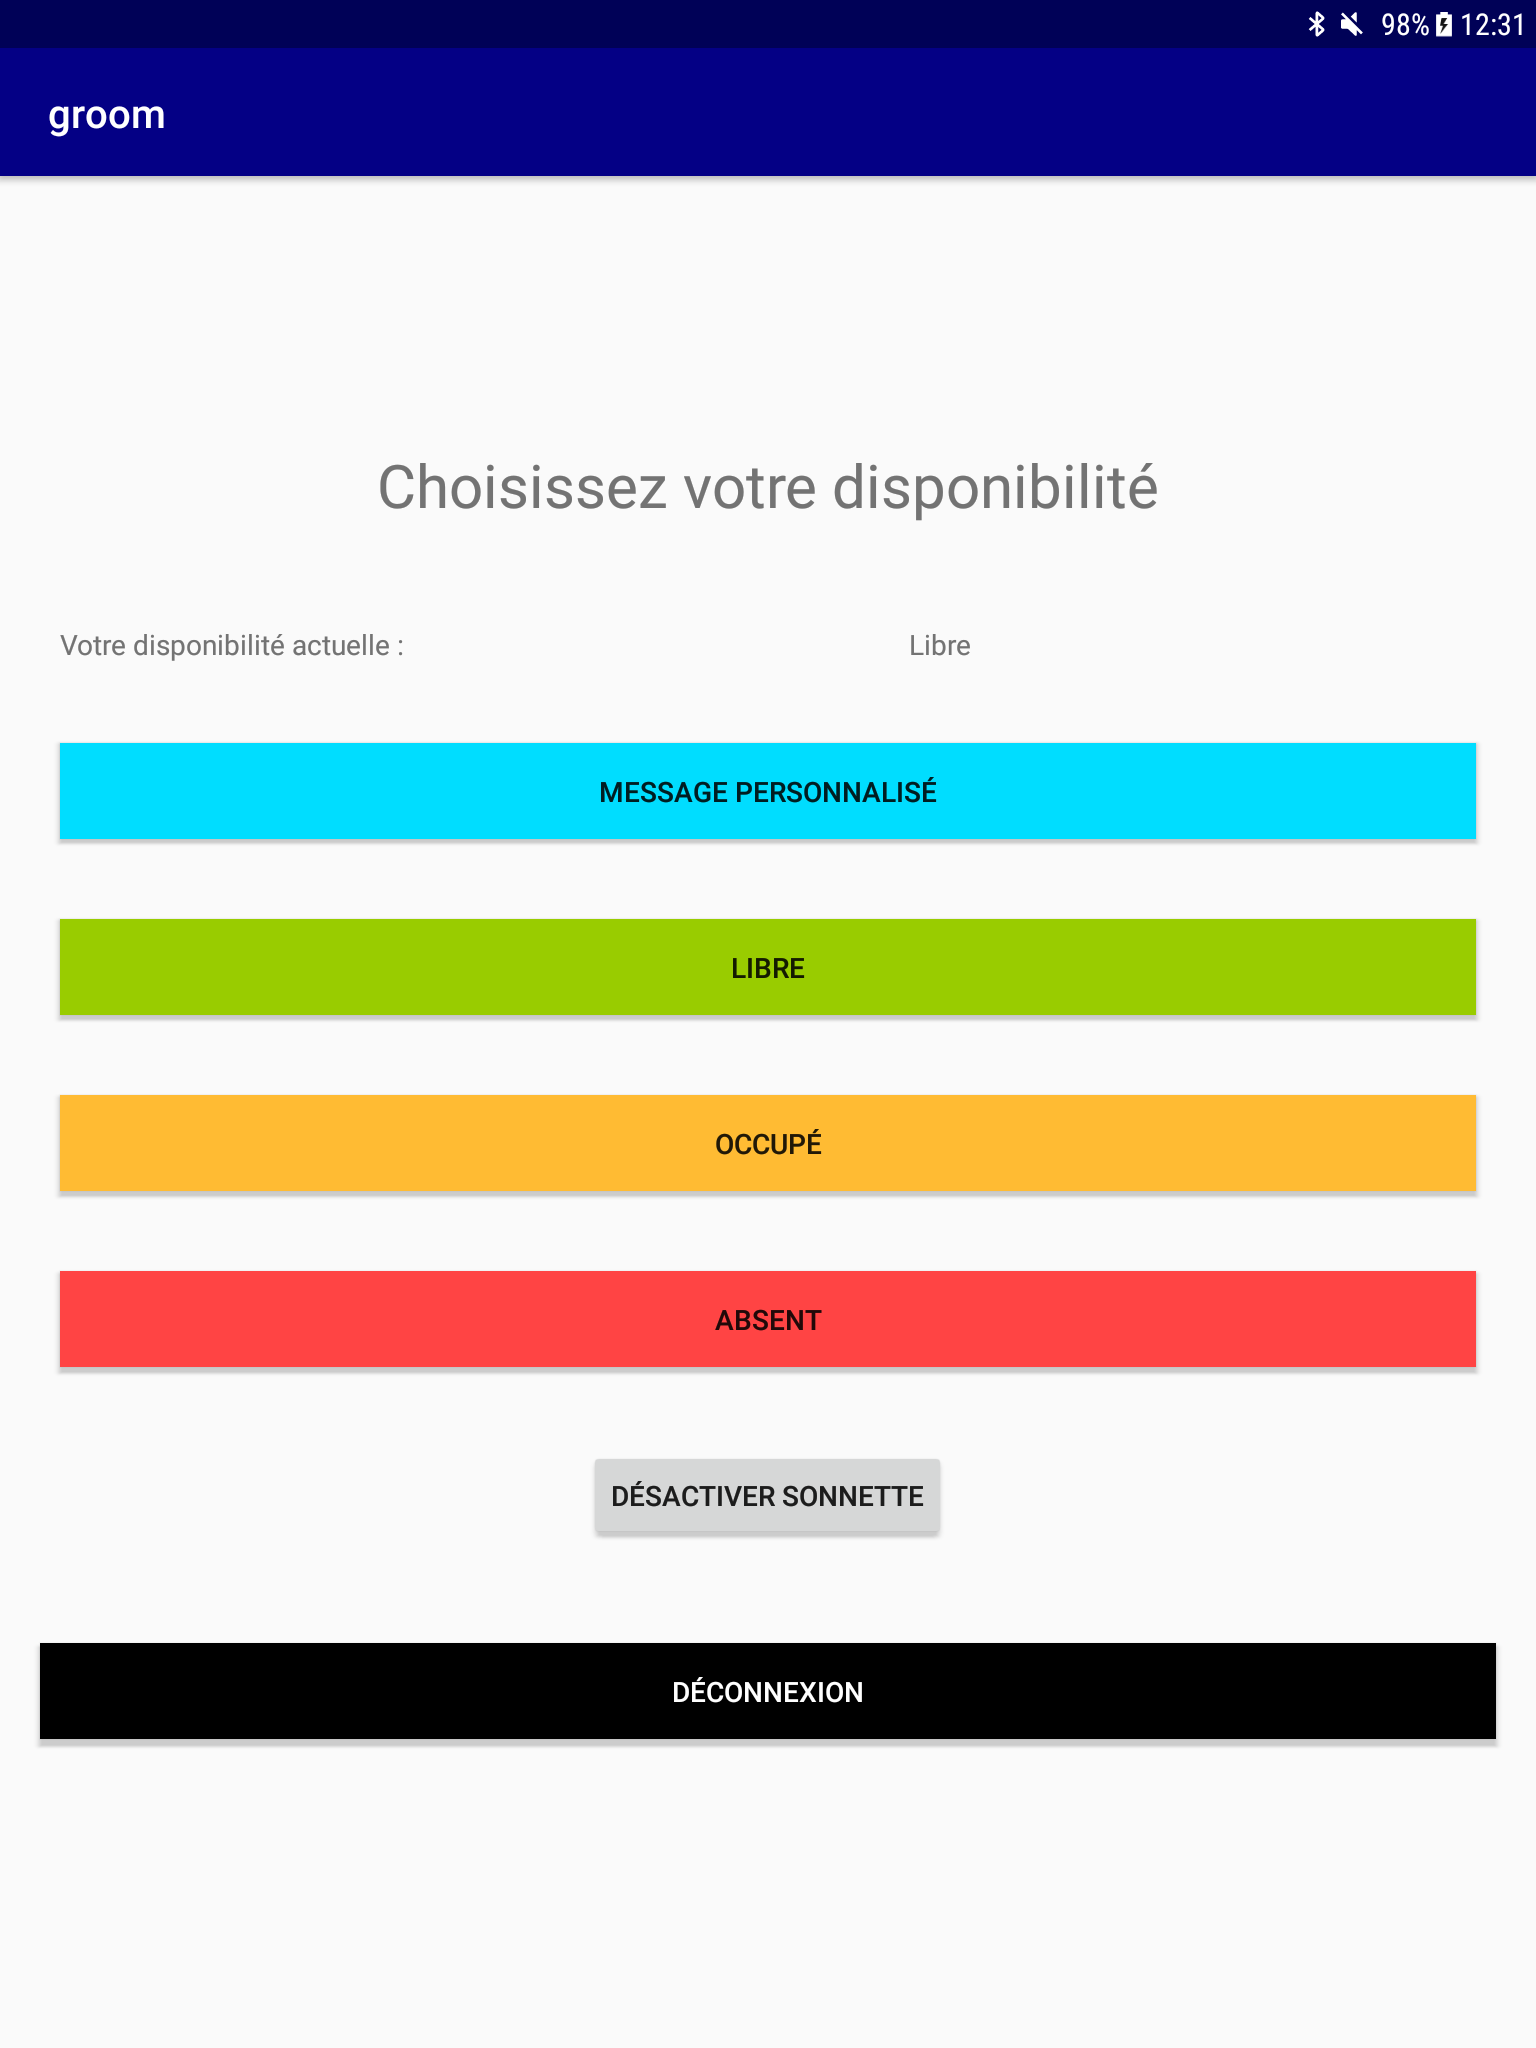 98% 12:31
groom
Choisissez votre disponibilité
Votre disponibilité actuelle : Libre
MESSAGE PERSONNALISÉ
LIBRE
OCCUPÉ
ABSENT
DÉSACTIVER SONNETTE
DÉCONNEXION